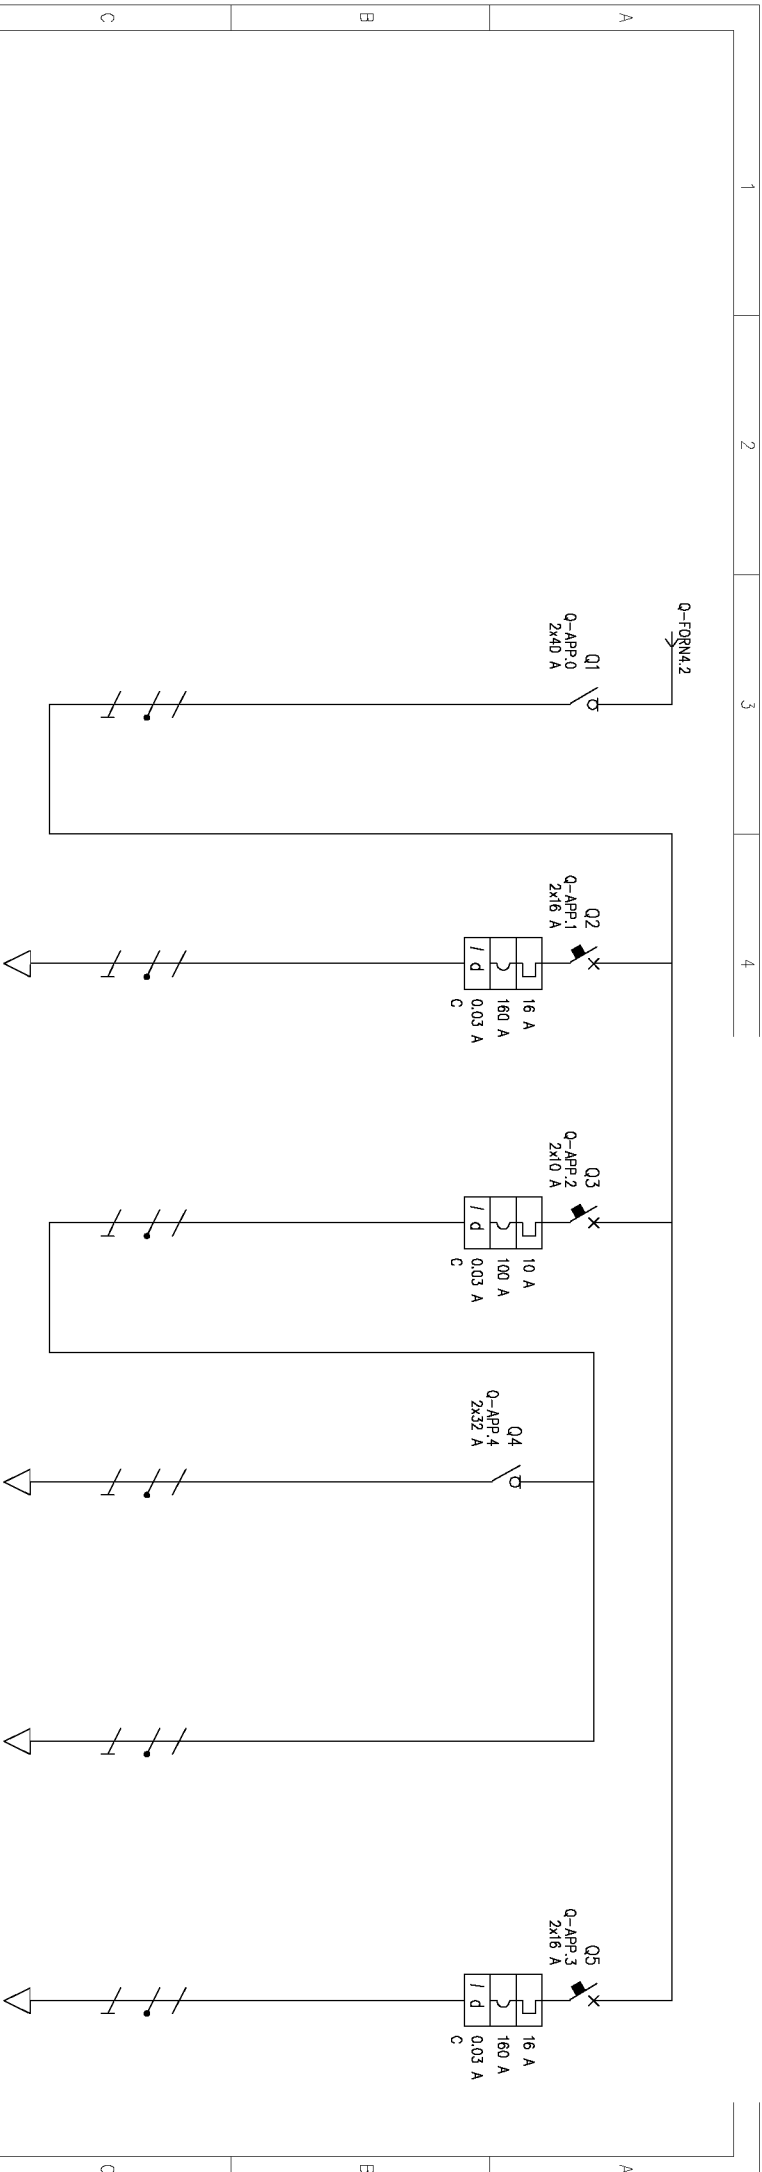 1
2
3
4
A
B
C
Q-FORN4.2
Q1
Q-APP.0
2x40 A
Q2
Q-APP.1
2x16 A
16 A
160 A
I d
0.03 A
C
Q3
Q-APP.2
2x10 A
10 A
100 A
I d
0.03 A
C
Q4
Q-APP.4
2x32 A
Q5
Q-APP.3
2x16 A
16 A
160 A
I d
0.03 A
C
A
B
C